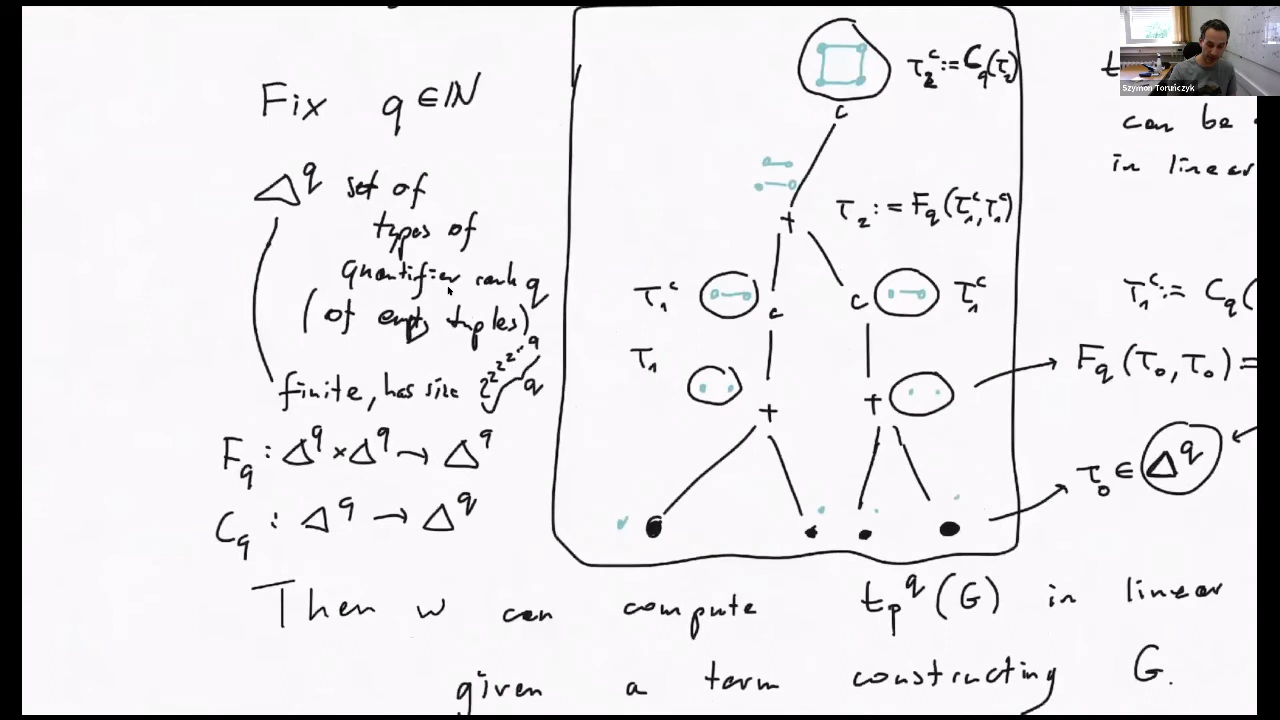 Fix q ∈ ℕ
Δ^q set of
types of
quantifier rank q
(of empty tuples)
finite, has size 2^2^2^2^...^q q
F_q : Δ^q × Δ^q → Δ^q
C_q : Δ^q → Δ^q
τ_2^c := C_q(τ_2)
c
+
τ_2 := F_q(τ_1^c, τ_1^c)
τ_1^c
c
c
τ_1^c
τ_1
+
+
Szymon Toruńczyk
t
can be
in linear
τ_1^c := C_q(
F_q(τ_0, τ_0) =
τ_0 ∈ Δ^q
Then w can compute tp^q(G) in linear
given a term constructing G.